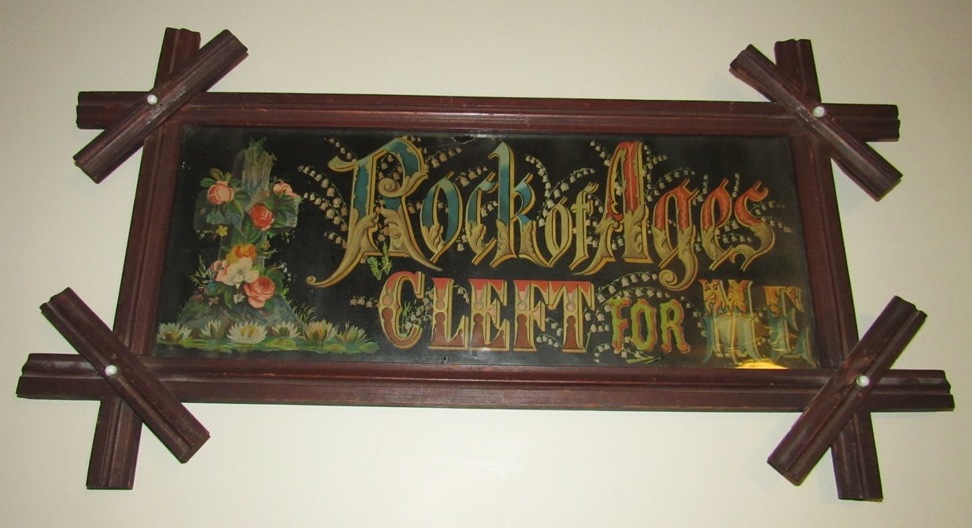 Rock of Ages
CLEFT FOR ME